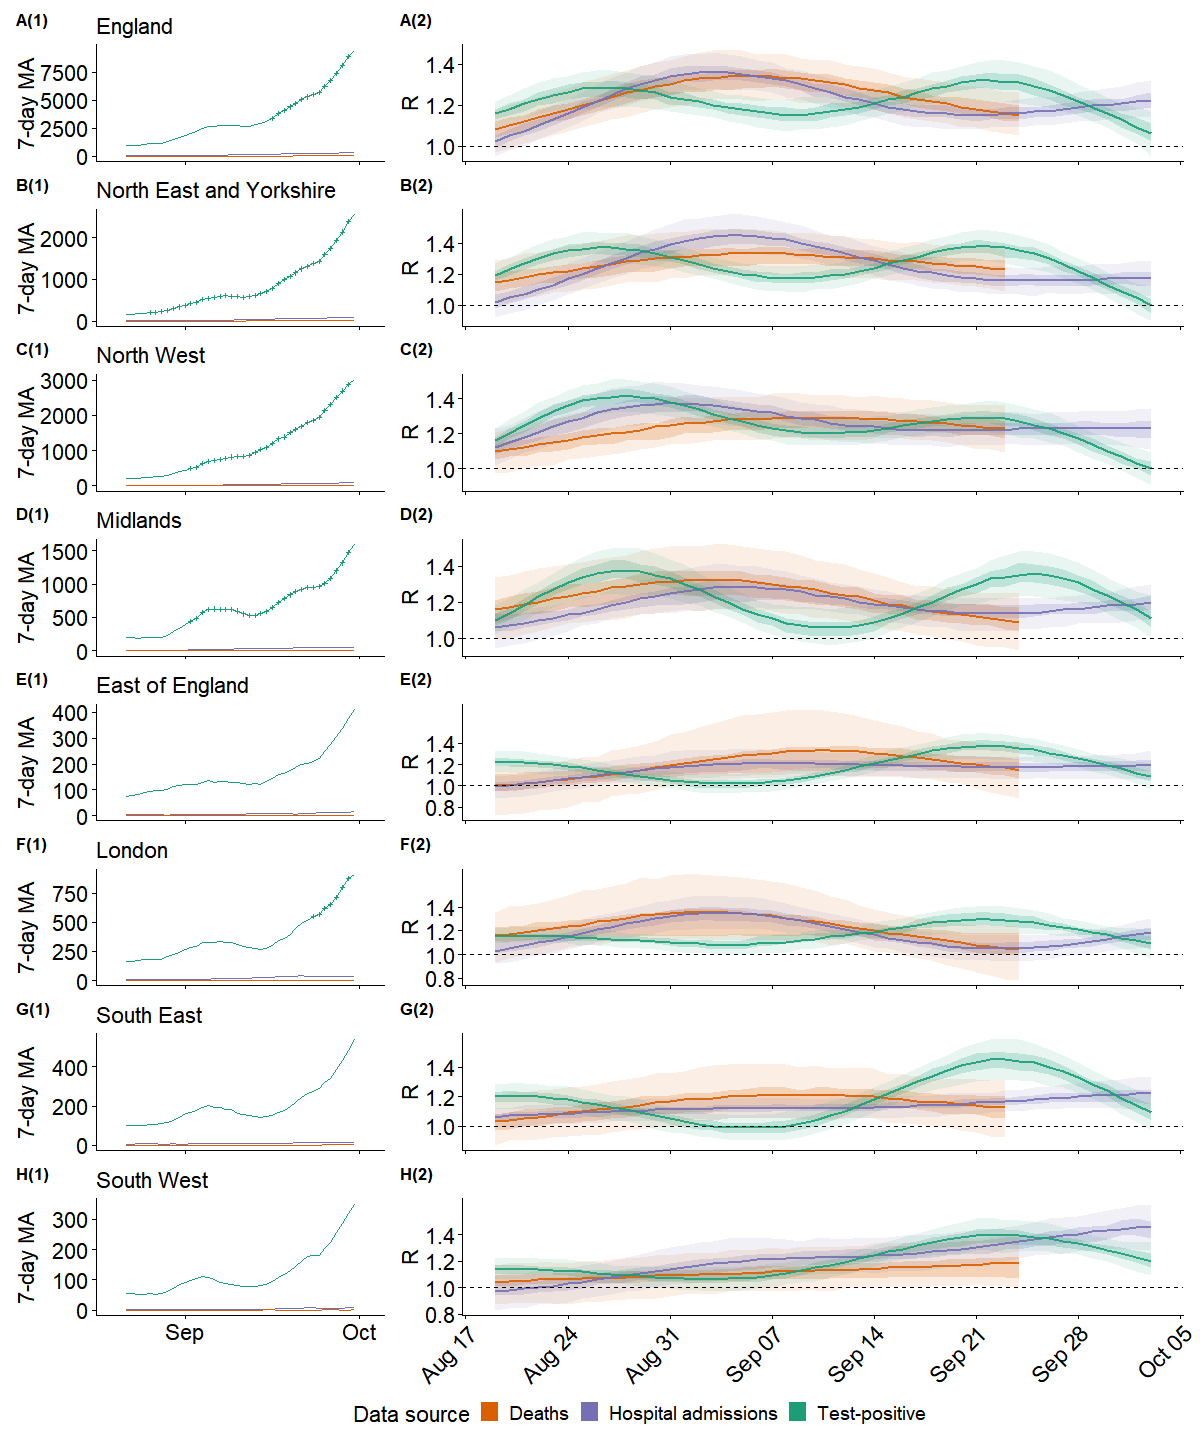 A(1) England A(2)
7-day MA
7500
5000
2500
0
R
1.4
1.2
1.0
B(1) North East and Yorkshire B(2)
7-day MA
2000
1000
0
R
1.4
1.2
1.0
C(1) North West C(2)
7-day MA
3000
2000
1000
0
R
1.4
1.2
1.0
D(1) Midlands D(2)
7-day MA
1500
1000
500
0
R
1.4
1.2
1.0
E(1) East of England E(2)
7-day MA
400
300
200
100
0
R
1.4
1.2
1.0
0.8
F(1) London F(2)
7-day MA
750
500
250
0
R
1.4
1.2
1.0
0.8
G(1) South East G(2)
7-day MA
400
200
0
R
1.4
1.2
1.0
H(1) South West H(2)
7-day MA
300
200
100
0
R
1.4
1.2
1.0
0.8
Sep Oct
Aug 17 Aug 24 Aug 31 Sep 07 Sep 14 Sep 21 Sep 28 Oct 05
Data source Deaths Hospital admissions Test-positive